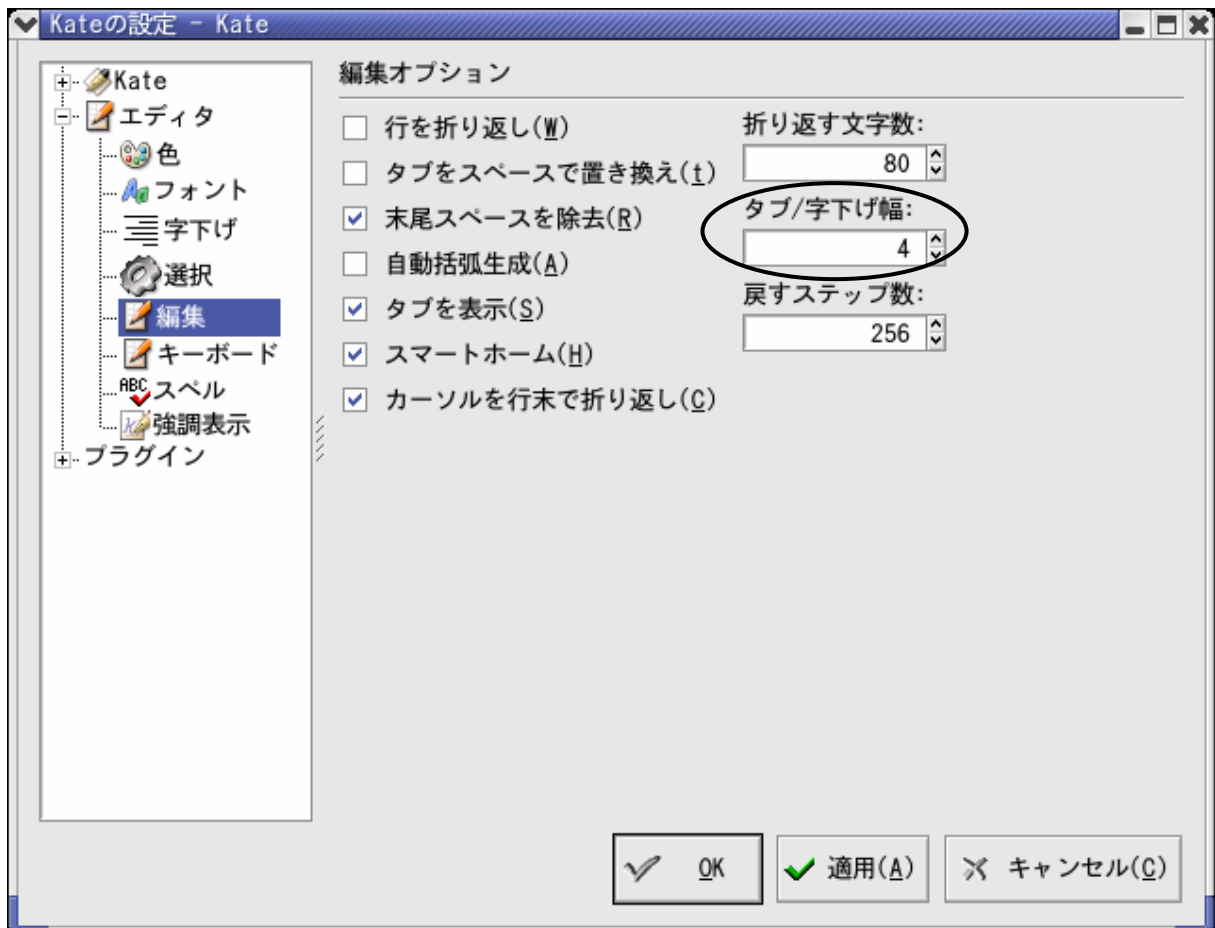 Kateの設定 - Kate
Kate
エディタ
色
フォント
字下げ
選択
編集
キーボード
ABC スペル
強調表示
プラグイン
編集オプション
行を折り返し(W)
タブをスペースで置き換え(t)
末尾スペースを除去(R)
自動括弧生成(A)
タブを表示(S)
スマートホーム(H)
カーソルを行末で折り返し(C)
折り返す文字数:
80
タブ/字下げ幅:
4
戻すステップ数:
256
OK
適用(A)
キャンセル(C)